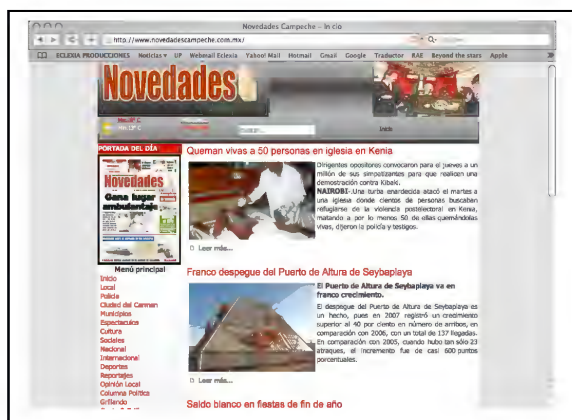 Novedades Campeche – Inicio
http://www.novedadescampeche.com.mx/
ECLEXIA PRODUCCIONES Noticias UP Webmail Eclexia Yahoo! Mail Hotmail Gmail Google Traductor RAE Beyond the stars Apple
Novedades
Inicio
PORTADA DEL DÍA
Novedades
Gana lugar
ambulantaje
Menú principal
Inicio
Local
Policía
Ciudad del Carmen
Municipios
Espectaculos
Cultura
Sociales
Nacional
Internacional
Deportes
Reportajes
Opinión Local
Columna Política
Grillando
Queman vivas a 50 personas en iglesia en Kenia
Dirigentes opositores convocaron para el jueves a un
millón de sus simpatizantes para que realicen una
demostración contra Kibaki.
NAIROBI- Una turba enardecida atacó el martes a
una iglesia donde cientos de personas buscaban
refugiarse de la violencia postelectoral en Kenia,
matando a por lo menos 50 de ellas quemándolas
vivas, dijeron la policía y testigos.
Leer más...
Franco despegue del Puerto de Altura de Seybaplaya
El Puerto de Altura de Seybaplaya va en
franco crecimiento.
El despegue del Puerto de Altura de Seybaplaya es
un hecho, pues en 2007 registró un crecimiento
superior al 40 por ciento en número de arribos, en
comparación con 2006, con un total de 137 llegadas.
En comparación con 2005, cuando hubo tan sólo 23
atraques, el incremento fue de casi 600 puntos
porcentuales.
Leer más...
Saldo blanco en fiestas de fin de año